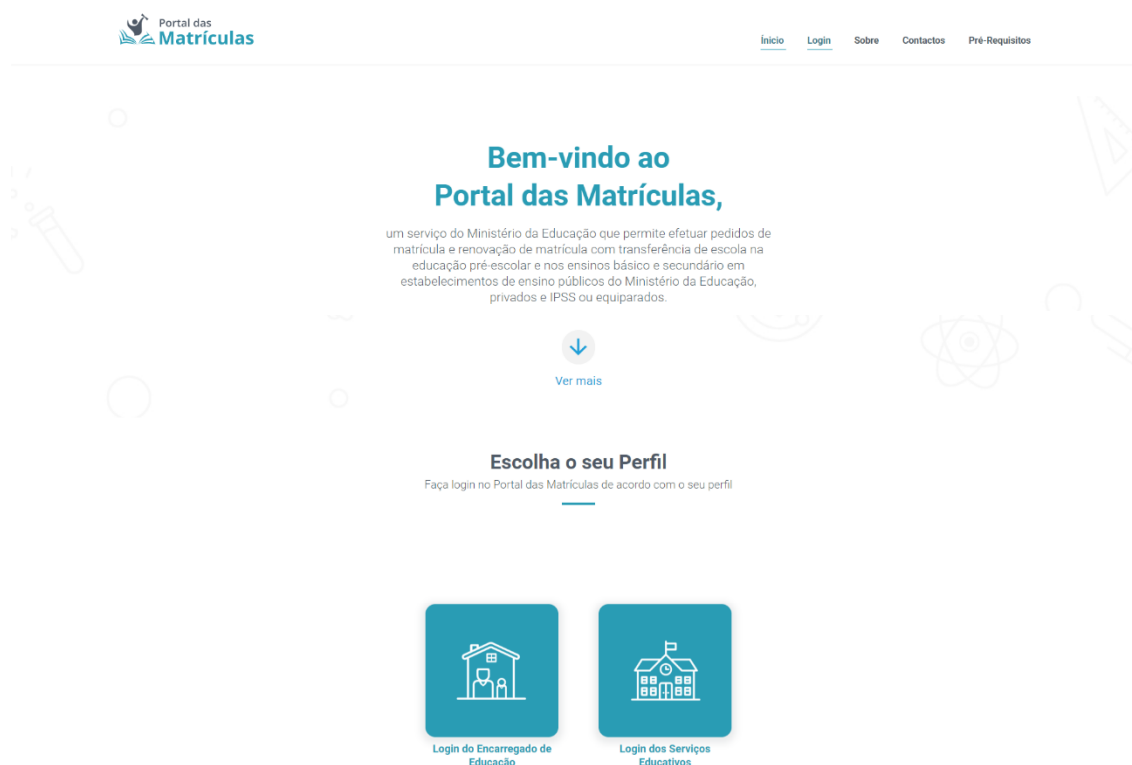 Portal das
Matrículas
Ínicio Login Sobre Contactos Pré-Requisitos
Bem-vindo ao
Portal das Matrículas,
um serviço do Ministério da Educação que permite efetuar pedidos de
matrícula e renovação de matrícula com transferência de escola na
educação pré-escolar e nos ensinos básico e secundário em
estabelecimentos de ensino públicos do Ministério da Educação,
privados e IPSS ou equiparados.
Ver mais
Escolha o seu Perfil
Faça login no Portal das Matrículas de acordo com o seu perfil
Login do Encarregado de
Educação
Login dos Serviços
Educativos